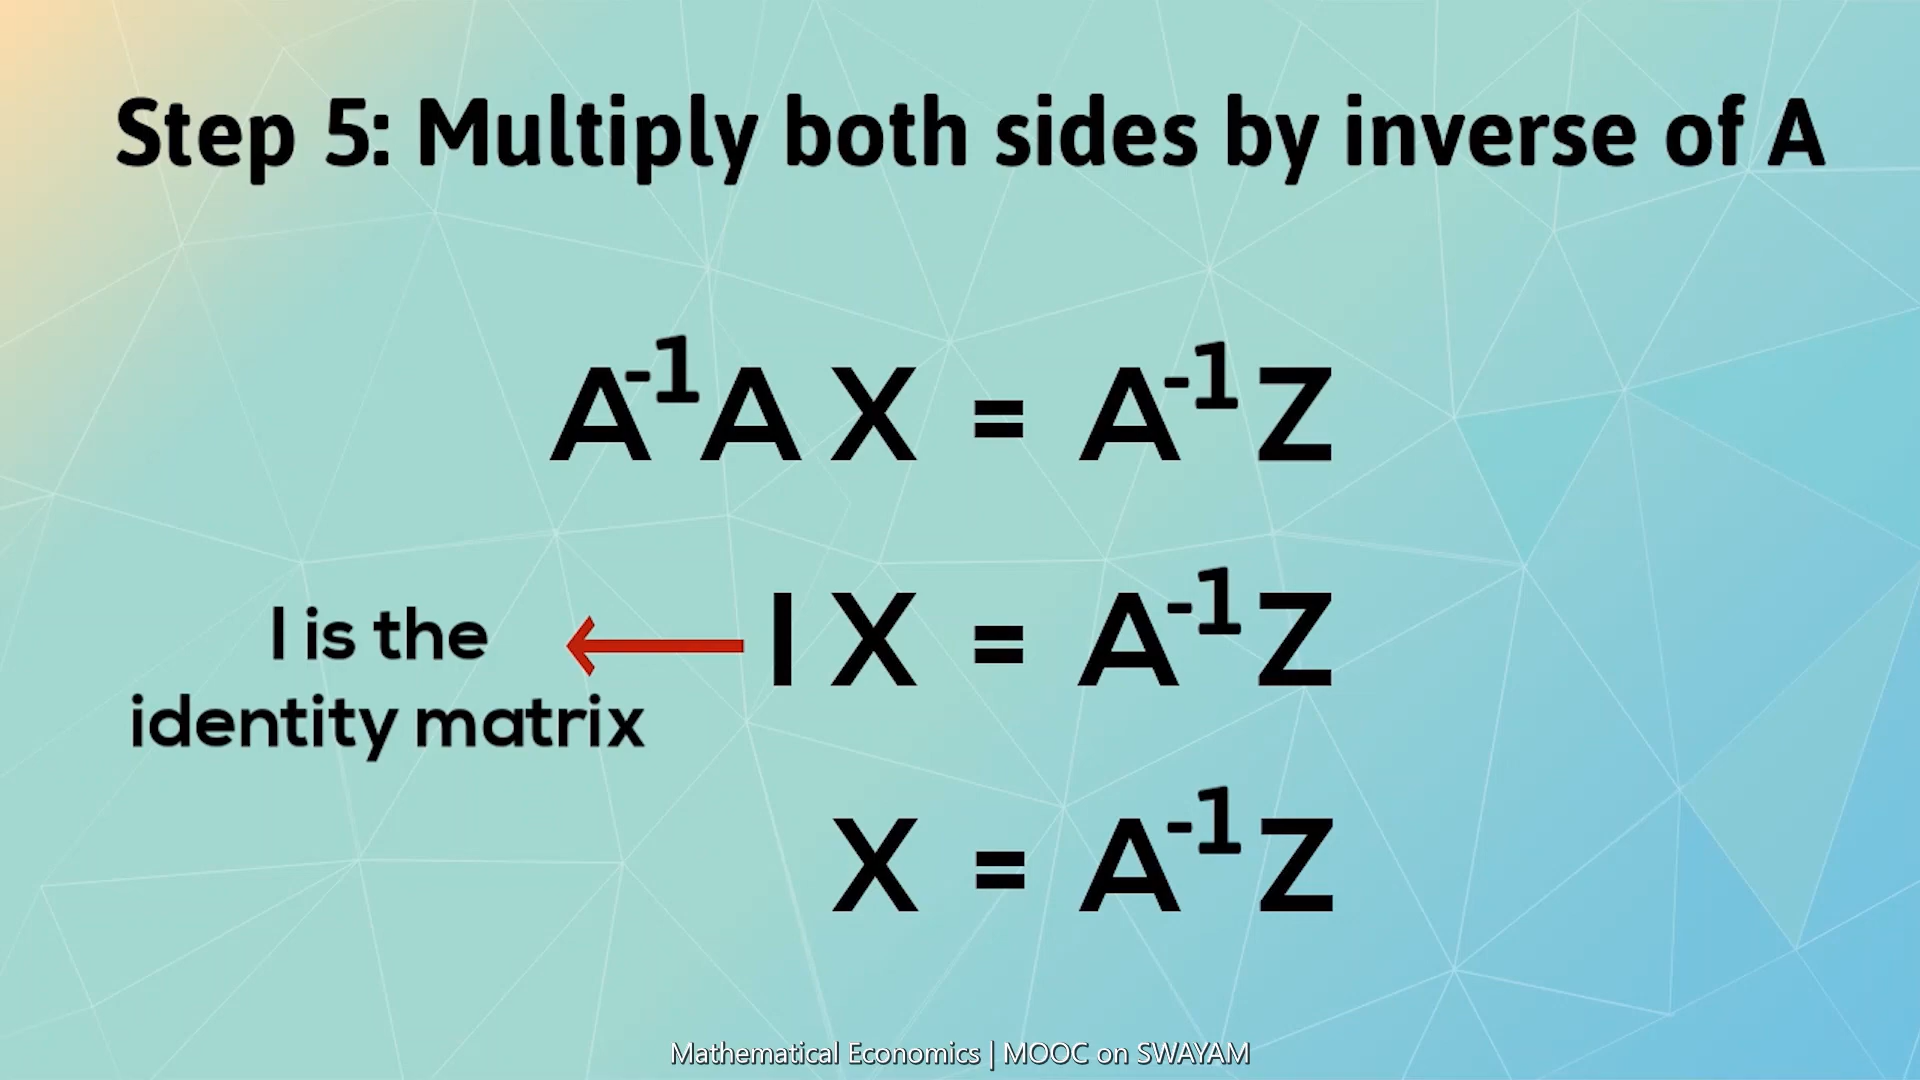 Step 5: Multiply both sides by inverse of A
A⁻¹A X = A⁻¹Z
I is the
identity matrix
I X = A⁻¹Z
X = A⁻¹Z
Mathematical Economics | MOOC on SWAYAM